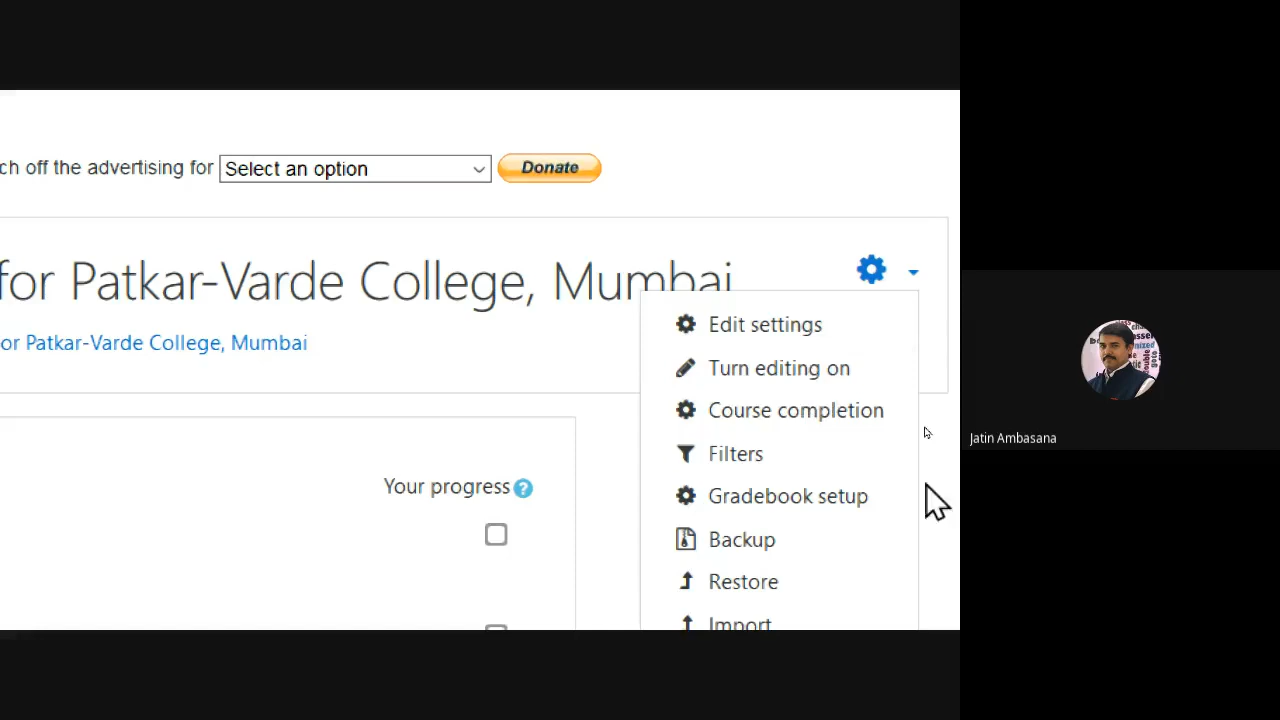 ch off the advertising for Select an option Donate
for Patkar-Varde College, Mumbai
or Patkar-Varde College, Mumbai
Edit settings
Turn editing on
Course completion
Filters
Gradebook setup
Backup
Restore
Import
Your progress ?
Jatin Ambasana